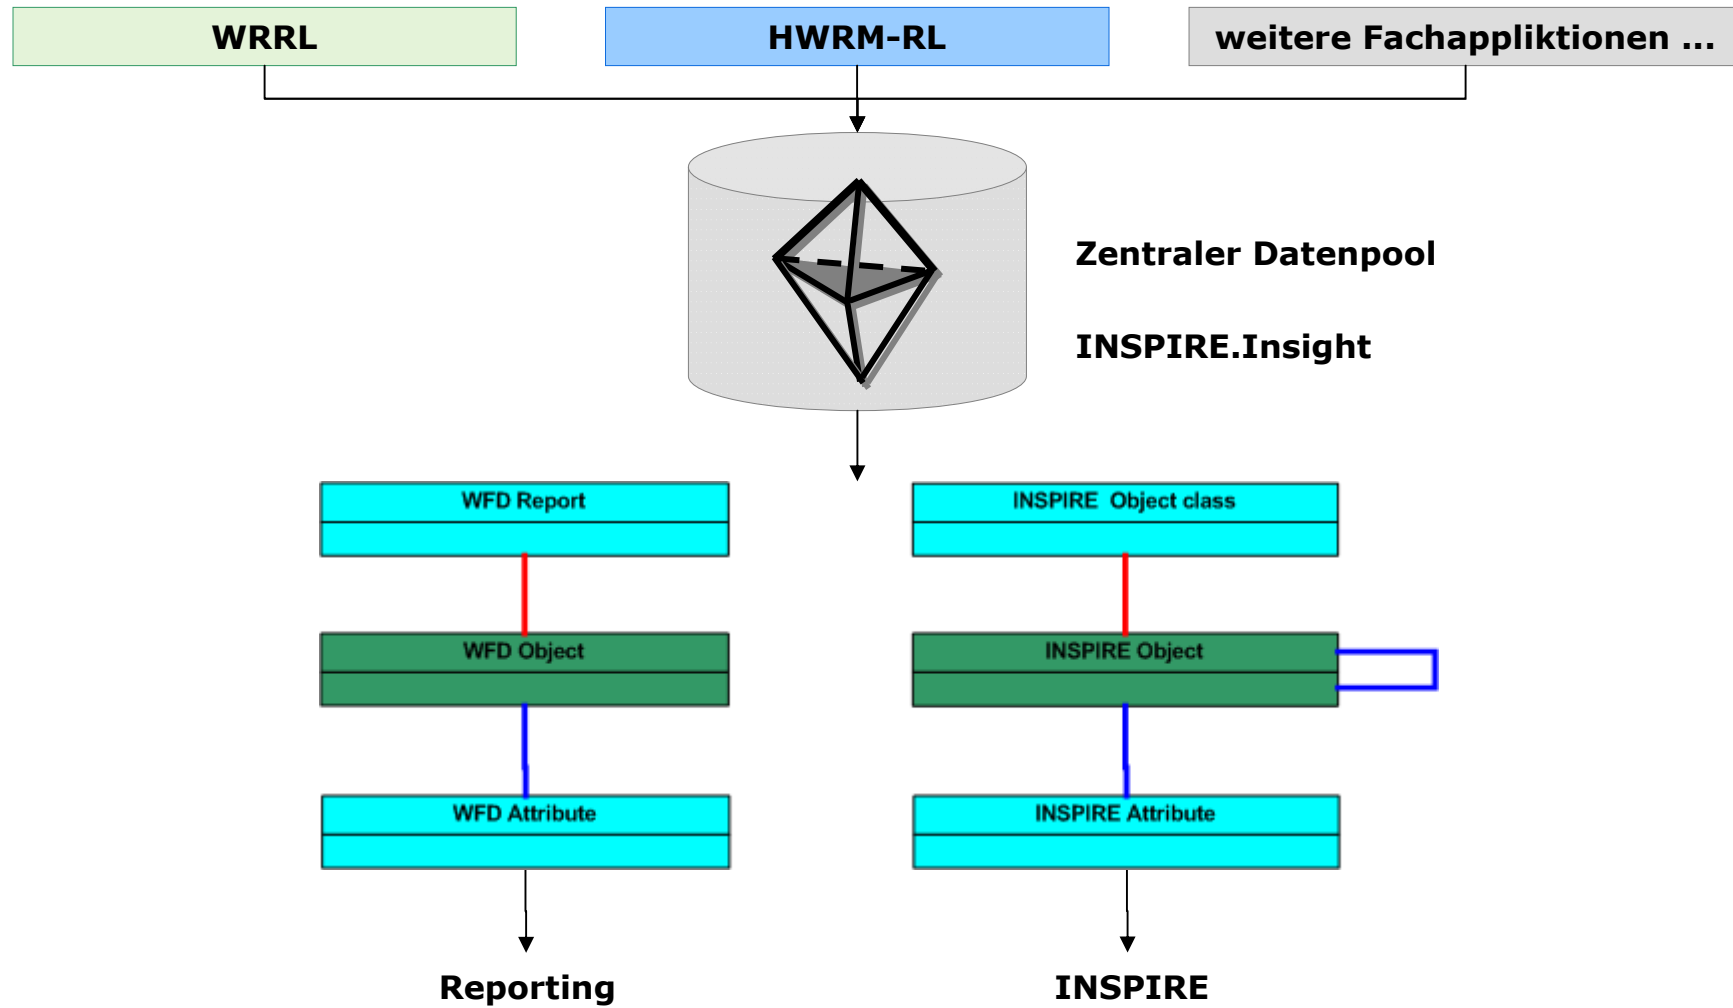 WRRL
HWRM-RL
weitere Fachappliktionen ...
Zentraler Datenpool
INSPIRE.Insight
WFD Report
INSPIRE Object class
WFD Object
INSPIRE Object
WFD Attribute
INSPIRE Attribute
Reporting
INSPIRE